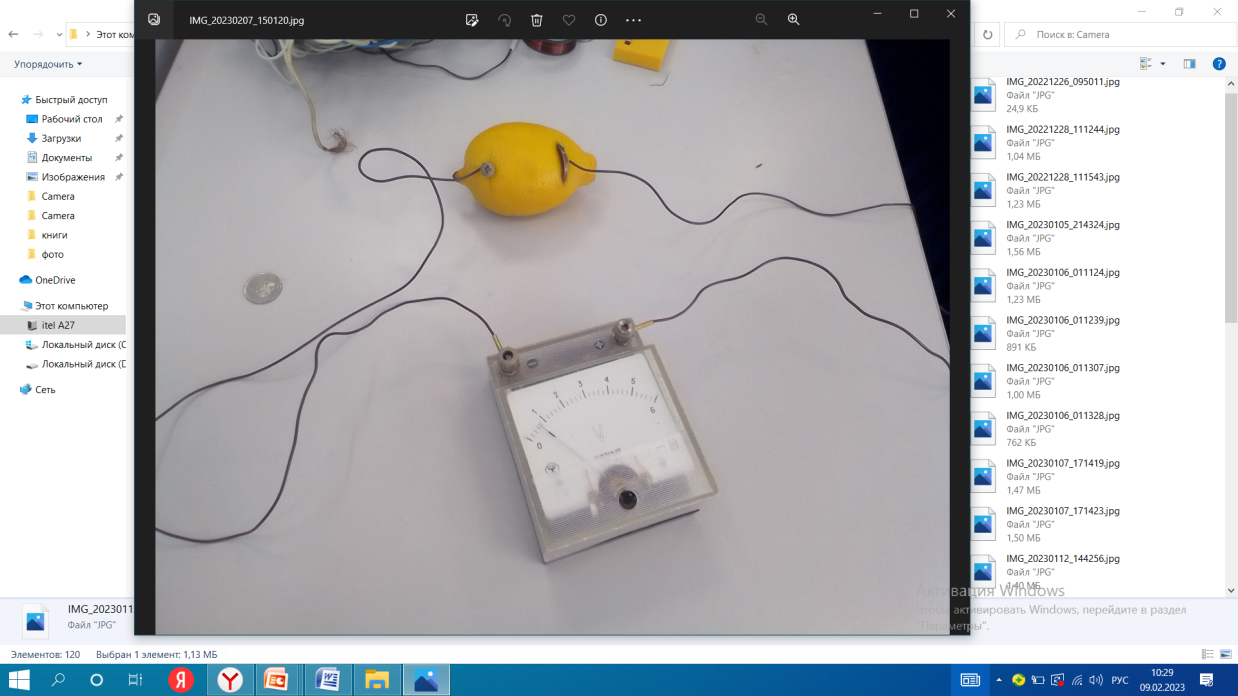 IMG_20230207_150120.jpg
Этот ком
Поиск в: Camera
Упорядочить
Быстрый доступ
Рабочий стол
Загрузки
Документы
Изображения
Camera
Camera
книги
фото
OneDrive
Этот компьютер
itel A27
Локальный диск (C
Локальный диск (D
Сеть
0
1
2
3
4
5
6
V
IMG_20221226_095011.jpg
Файл "JPG"
24,9 КБ
IMG_20221228_111244.jpg
Файл "JPG"
1,04 МБ
IMG_20221228_111543.jpg
Файл "JPG"
1,23 МБ
IMG_20230105_214324.jpg
Файл "JPG"
1,56 МБ
IMG_20230106_011124.jpg
Файл "JPG"
1,23 МБ
IMG_20230106_011239.jpg
Файл "JPG"
891 КБ
IMG_20230106_011307.jpg
Файл "JPG"
1,00 МБ
IMG_20230106_011328.jpg
Файл "JPG"
762 КБ
IMG_20230107_171419.jpg
Файл "JPG"
1,47 МБ
IMG_20230107_171423.jpg
Файл "JPG"
1,50 МБ
IMG_20230112_144256.jpg
Файл "JPG"
1,40 МБ
Активация Windows
Чтобы активировать Windows, перейдите в раздел
"Параметры".
IMG_2023011
Файл "JPG"
Элементов: 120 Выбран 1 элемент: 1,13 МБ
РУС
10:29
09.02.2023